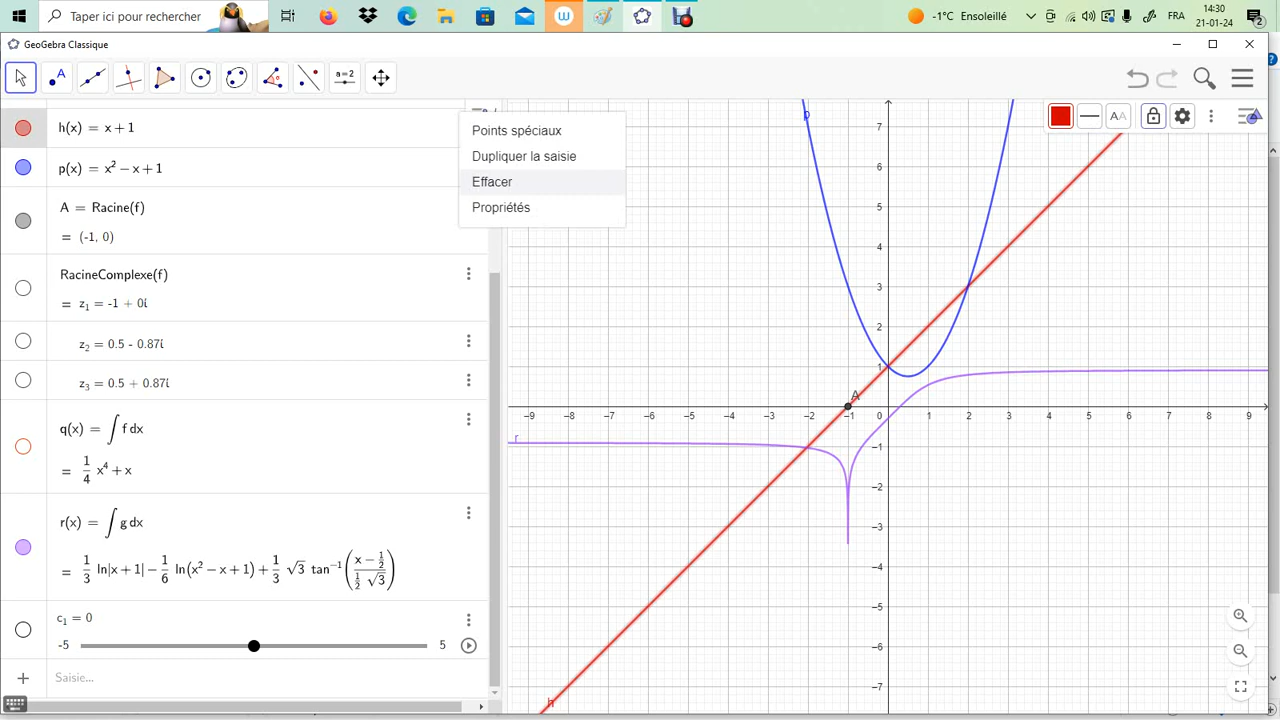 Taper ici pour rechercher
W
-1°C Ensoleillé
FRA
14:30
21-01-24
2
GeoGebra Classique
A
a=2
h(x) = x + 1
p(x) = x² − x + 1
A = Racine(f)
= (-1, 0)
RacineComplexe(f)
= z₁ = -1 + 0i
z₂ = 0.5 - 0.87i
z₃ = 0.5 + 0.87i
q(x) = ∫ f dx
= 1/4 x⁴ + x
r(x) = ∫ g dx
= 1/3 ln|x + 1| − 1/6 ln(x² − x + 1) + 1/3 √3 tan⁻¹((x − 1/2)/(1/2 √3))
c₁ = 0
-5
5
Saisie...
Points spéciaux
Dupliquer la saisie
Effacer
Propriétés
AA
p
7
6
5
4
3
2
1
A
−9 −8 −7 −6 −5 −4 −3 −2 −1 0 1 2 3 4 5 6 7 8 9
r
−1
−2
−3
−4
−5
−6
−7
h